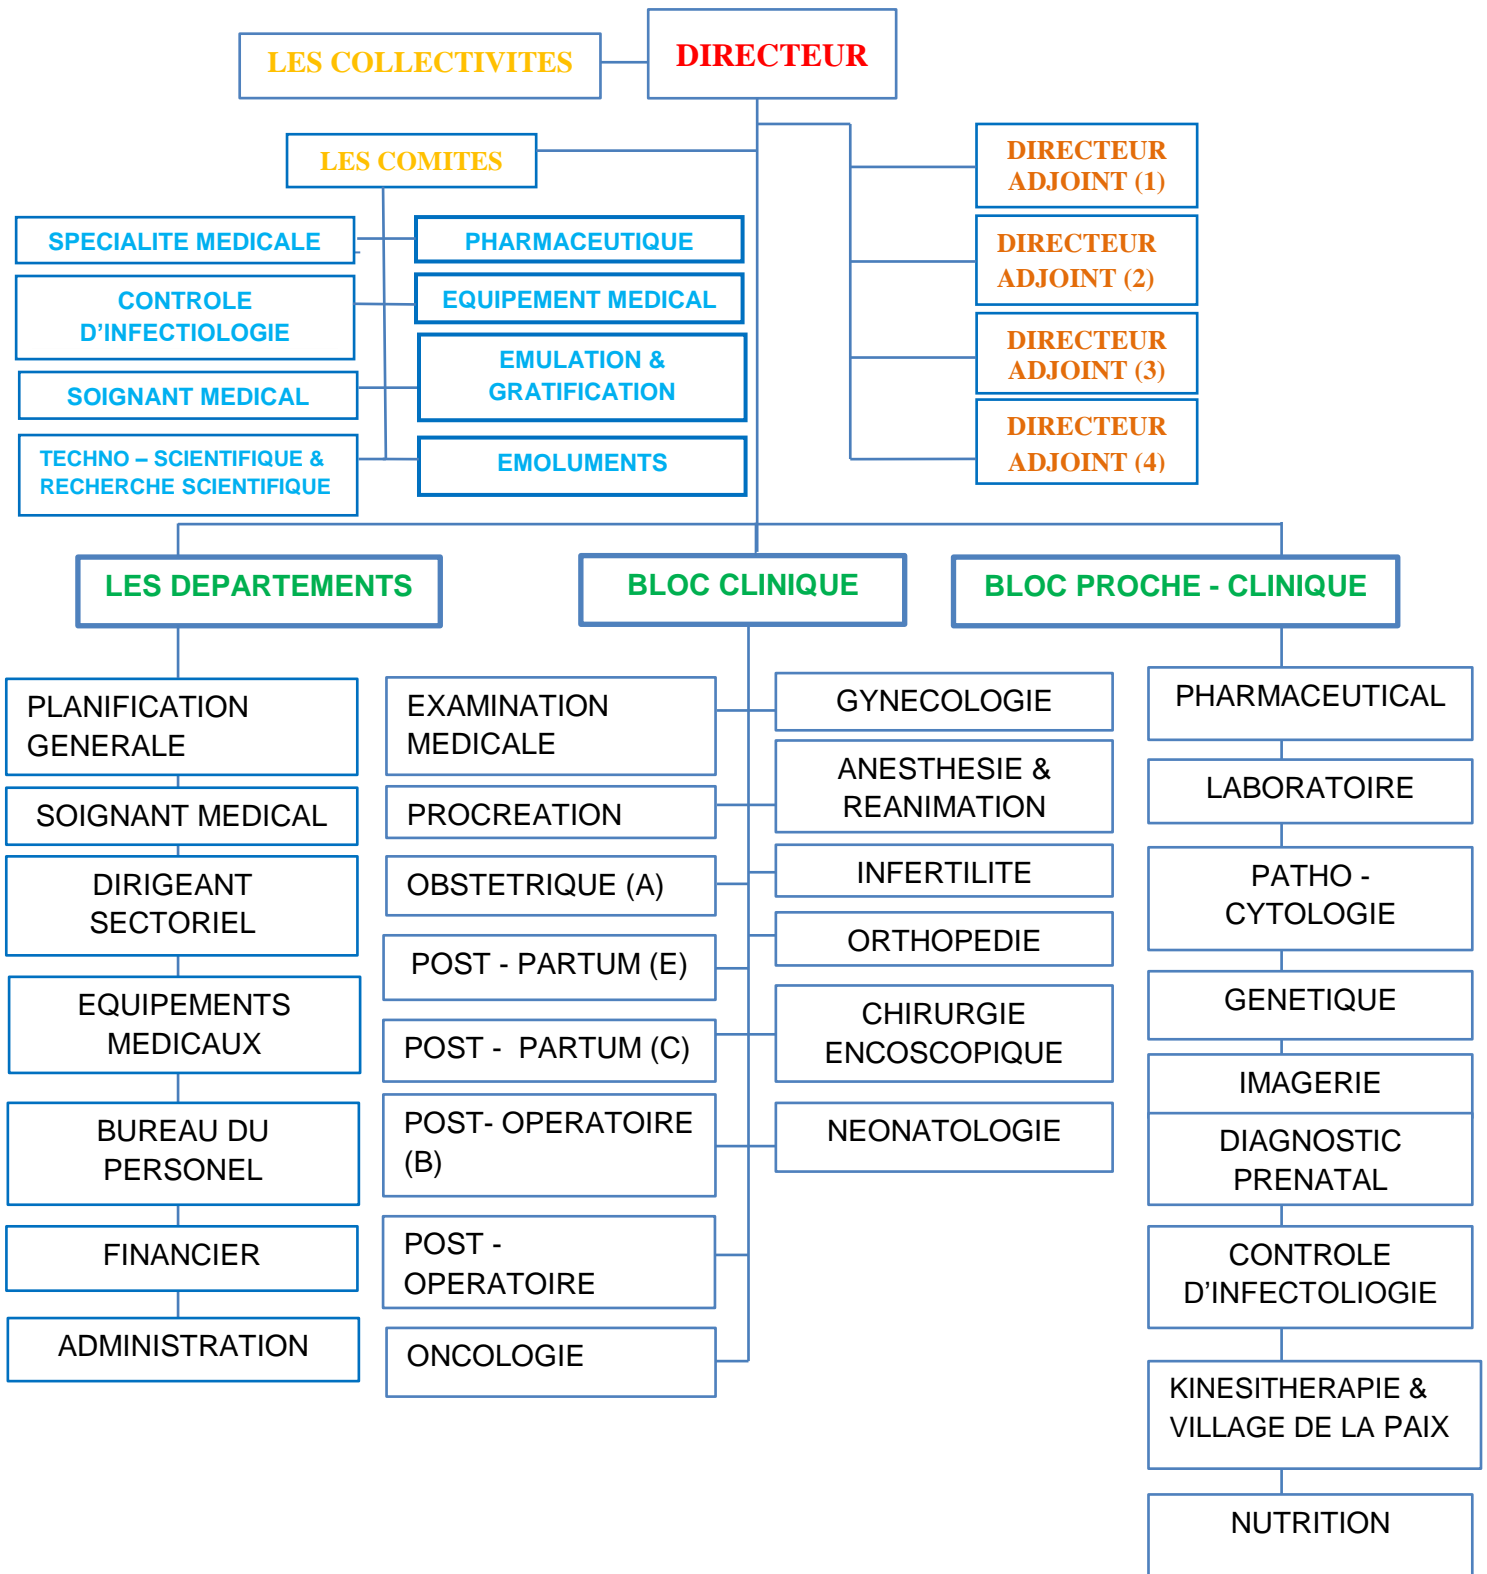 LES COLLECTIVITES
DIRECTEUR
LES COMITES
DIRECTEUR
ADJOINT (1)
DIRECTEUR
ADJOINT (2)
DIRECTEUR
ADJOINT (3)
DIRECTEUR
ADJOINT (4)
SPECIALITE MEDICALE
PHARMACEUTIQUE
CONTROLE
D’INFECTIOLOGIE
EQUIPEMENT MEDICAL
SOIGNANT MEDICAL
EMULATION &
GRATIFICATION
TECHNO – SCIENTIFIQUE &
RECHERCHE SCIENTIFIQUE
EMOLUMENTS
LES DEPARTEMENTS
BLOC CLINIQUE
BLOC PROCHE - CLINIQUE
PLANIFICATION
GENERALE
SOIGNANT MEDICAL
DIRIGEANT
SECTORIEL
EQUIPEMENTS
MEDICAUX
BUREAU DU
PERSONEL
FINANCIER
ADMINISTRATION
EXAMINATION
MEDICALE
PROCREATION
OBSTETRIQUE (A)
POST - PARTUM (E)
POST - PARTUM (C)
POST- OPERATOIRE
(B)
POST -
OPERATOIRE
ONCOLOGIE
GYNECOLOGIE
ANESTHESIE &
REANIMATION
INFERTILITE
ORTHOPEDIE
CHIRURGIE
ENCOSCOPIQUE
NEONATOLOGIE
PHARMACEUTICAL
LABORATOIRE
PATHO -
CYTOLOGIE
GENETIQUE
IMAGERIE
DIAGNOSTIC
PRENATAL
CONTROLE
D’INFECTOLIOGIE
KINESITHERAPIE &
VILLAGE DE LA PAIX
NUTRITION